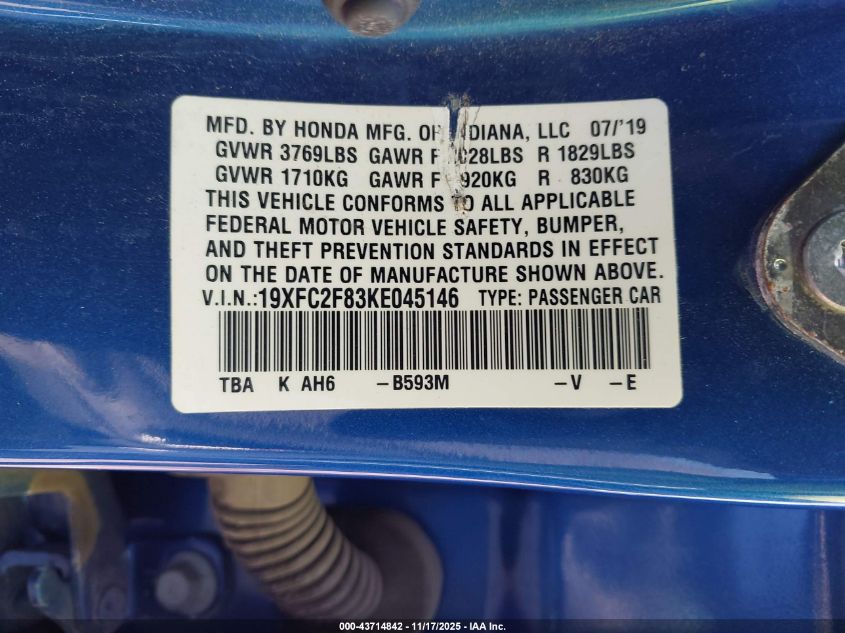 MFD. BY HONDA MFG. OF INDIANA, LLC 07/'19
GVWR 3769LBS GAWR F 028LBS R 1829LBS
GVWR 1710KG GAWR F 920KG R 830KG
THIS VEHICLE CONFORMS TO ALL APPLICABLE
FEDERAL MOTOR VEHICLE SAFETY, BUMPER,
AND THEFT PREVENTION STANDARDS IN EFFECT
ON THE DATE OF MANUFACTURE SHOWN ABOVE.
V.I.N.:19XFC2F83KE045146 TYPE: PASSENGER CAR
TBA K AH6 -B593M -V -E
000-43714842 — 11/17/2025 — IAA Inc.